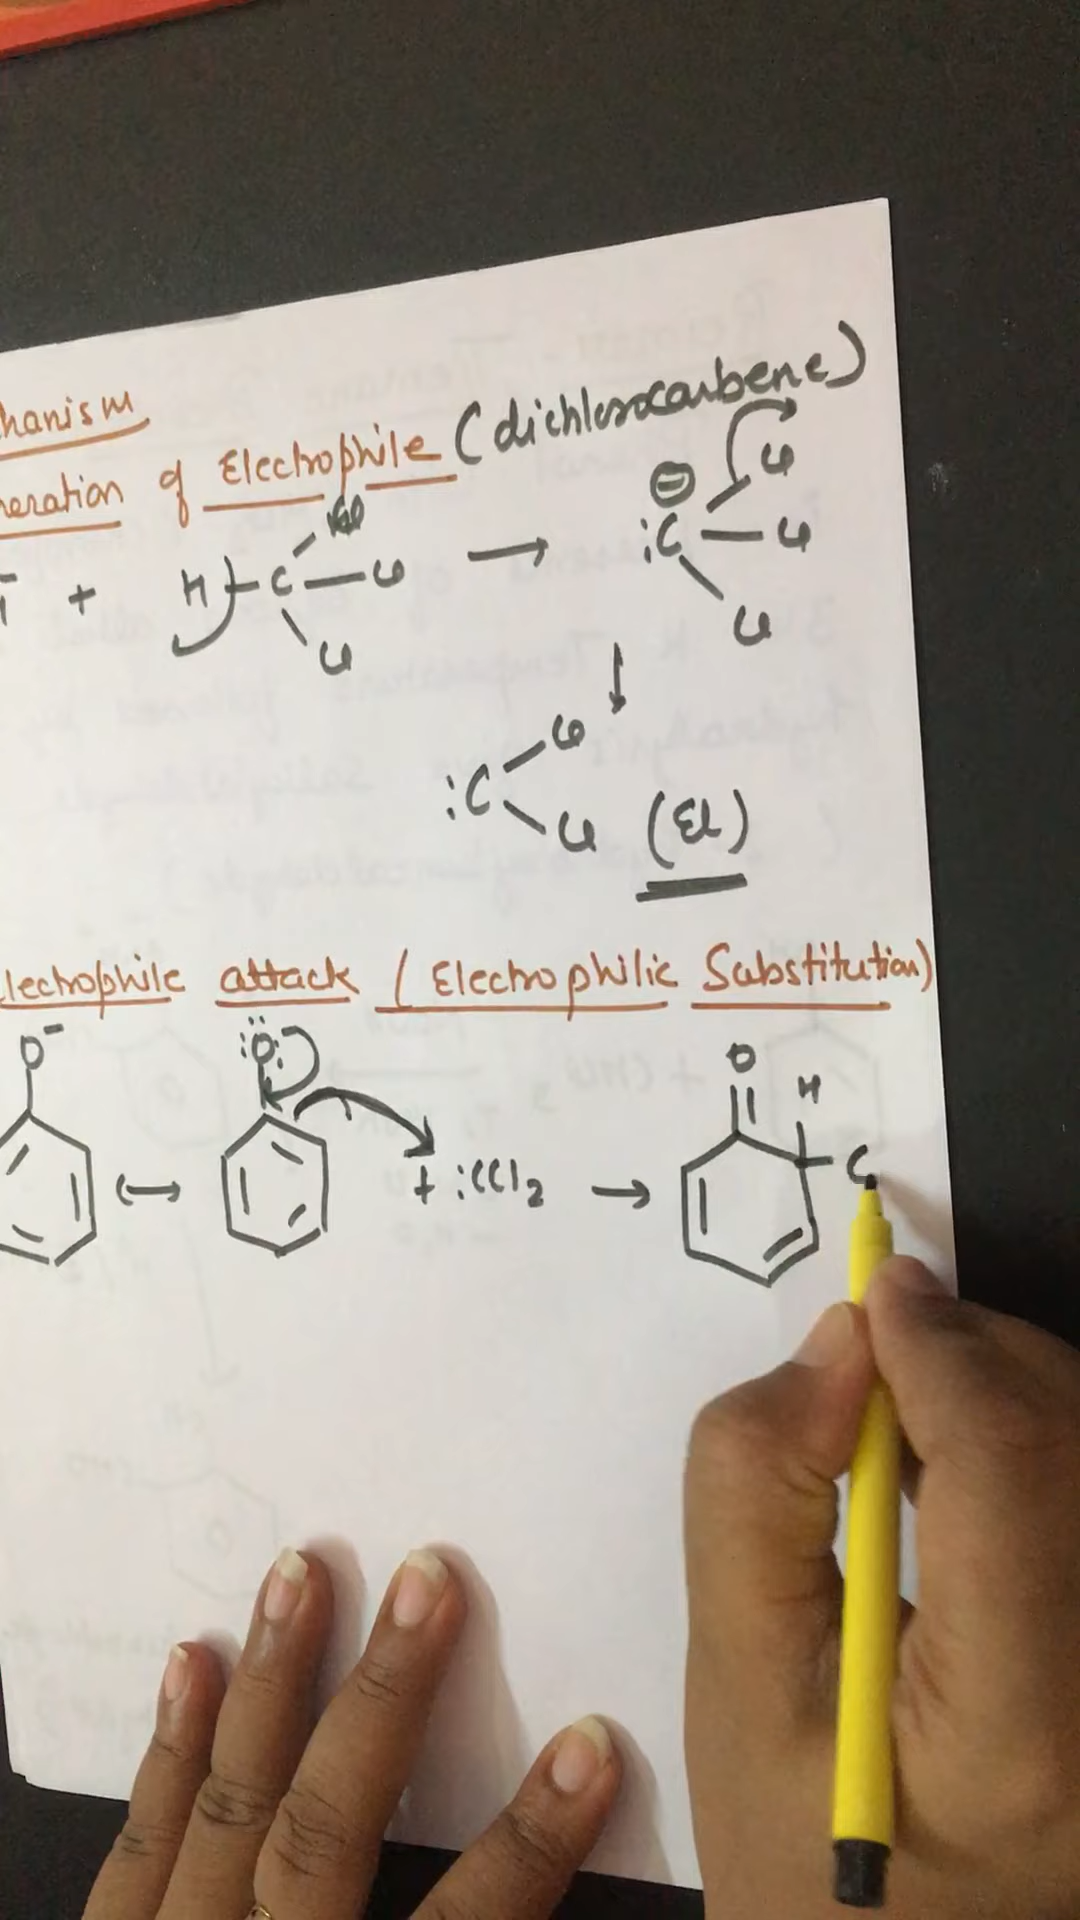 hanism
neration of Electrophile (dichlorocarbene)
+ H C Cl Cl → ⊖ :C Cl Cl Cl
↓
:C Cl Cl (El)
lectrophile attack ( Electrophilic Substitution)
O⁻ ↔ :Ö: + :CCl₂ → O H C